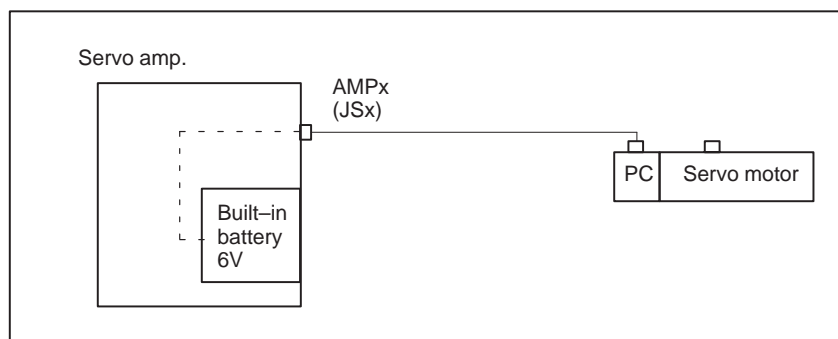 Servo amp.
AMPx
(JSx)
PC
Servo motor
Built–in
battery
6V